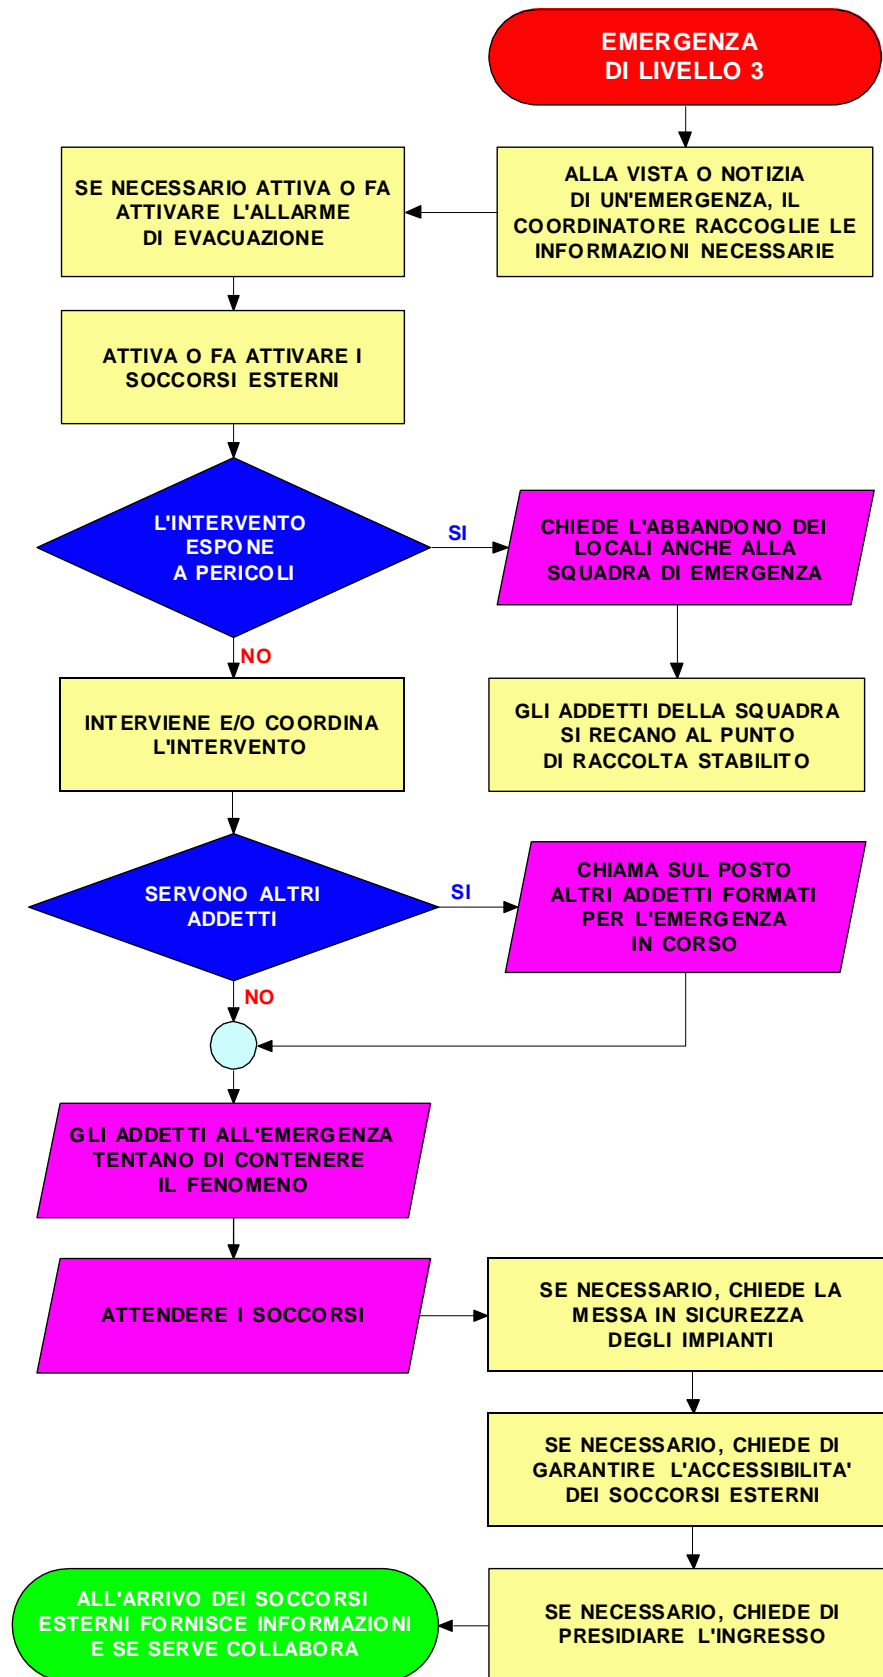 EMERGENZA
DI LIVELLO 3
ALLA VISTA O NOTIZIA
DI UN'EMERGENZA, IL
COORDINATORE RACCOGLIE LE
INFORMAZIONI NECESSARIE
SE NECESSARIO ATTIVA O FA
ATTIVARE L'ALLARME
DI EVACUAZIONE
ATTIVA O FA ATTIVARE I
SOCCORSI ESTERNI
L'INTERVENTO
ESPONE
A PERICOLI
SI
CHIEDE L'ABBANDONO DEI
LOCALI ANCHE ALLA
SQUADRA DI EMERGENZA
GLI ADDETTI DELLA SQUADRA
SI RECANO AL PUNTO
DI RACCOLTA STABILITO
NO
INTERVIENE E/O COORDINA
L'INTERVENTO
SERVONO ALTRI
ADDETTI
SI
CHIAMA SUL POSTO
ALTRI ADDETTI FORMATI
PER L'EMERGENZA
IN CORSO
NO
GLI ADDETTI ALL'EMERGENZA
TENTANO DI CONTENERE
IL FENOMENO
ATTENDERE I SOCCORSI
SE NECESSARIO, CHIEDE LA
MESSA IN SICUREZZA
DEGLI IMPIANTI
SE NECESSARIO, CHIEDE DI
GARANTIRE L'ACCESSIBILITA'
DEI SOCCORSI ESTERNI
SE NECESSARIO, CHIEDE DI
PRESIDIARE L'INGRESSO
ALL'ARRIVO DEI SOCCORSI
ESTERNI FORNISCE INFORMAZIONI
E SE SERVE COLLABORA